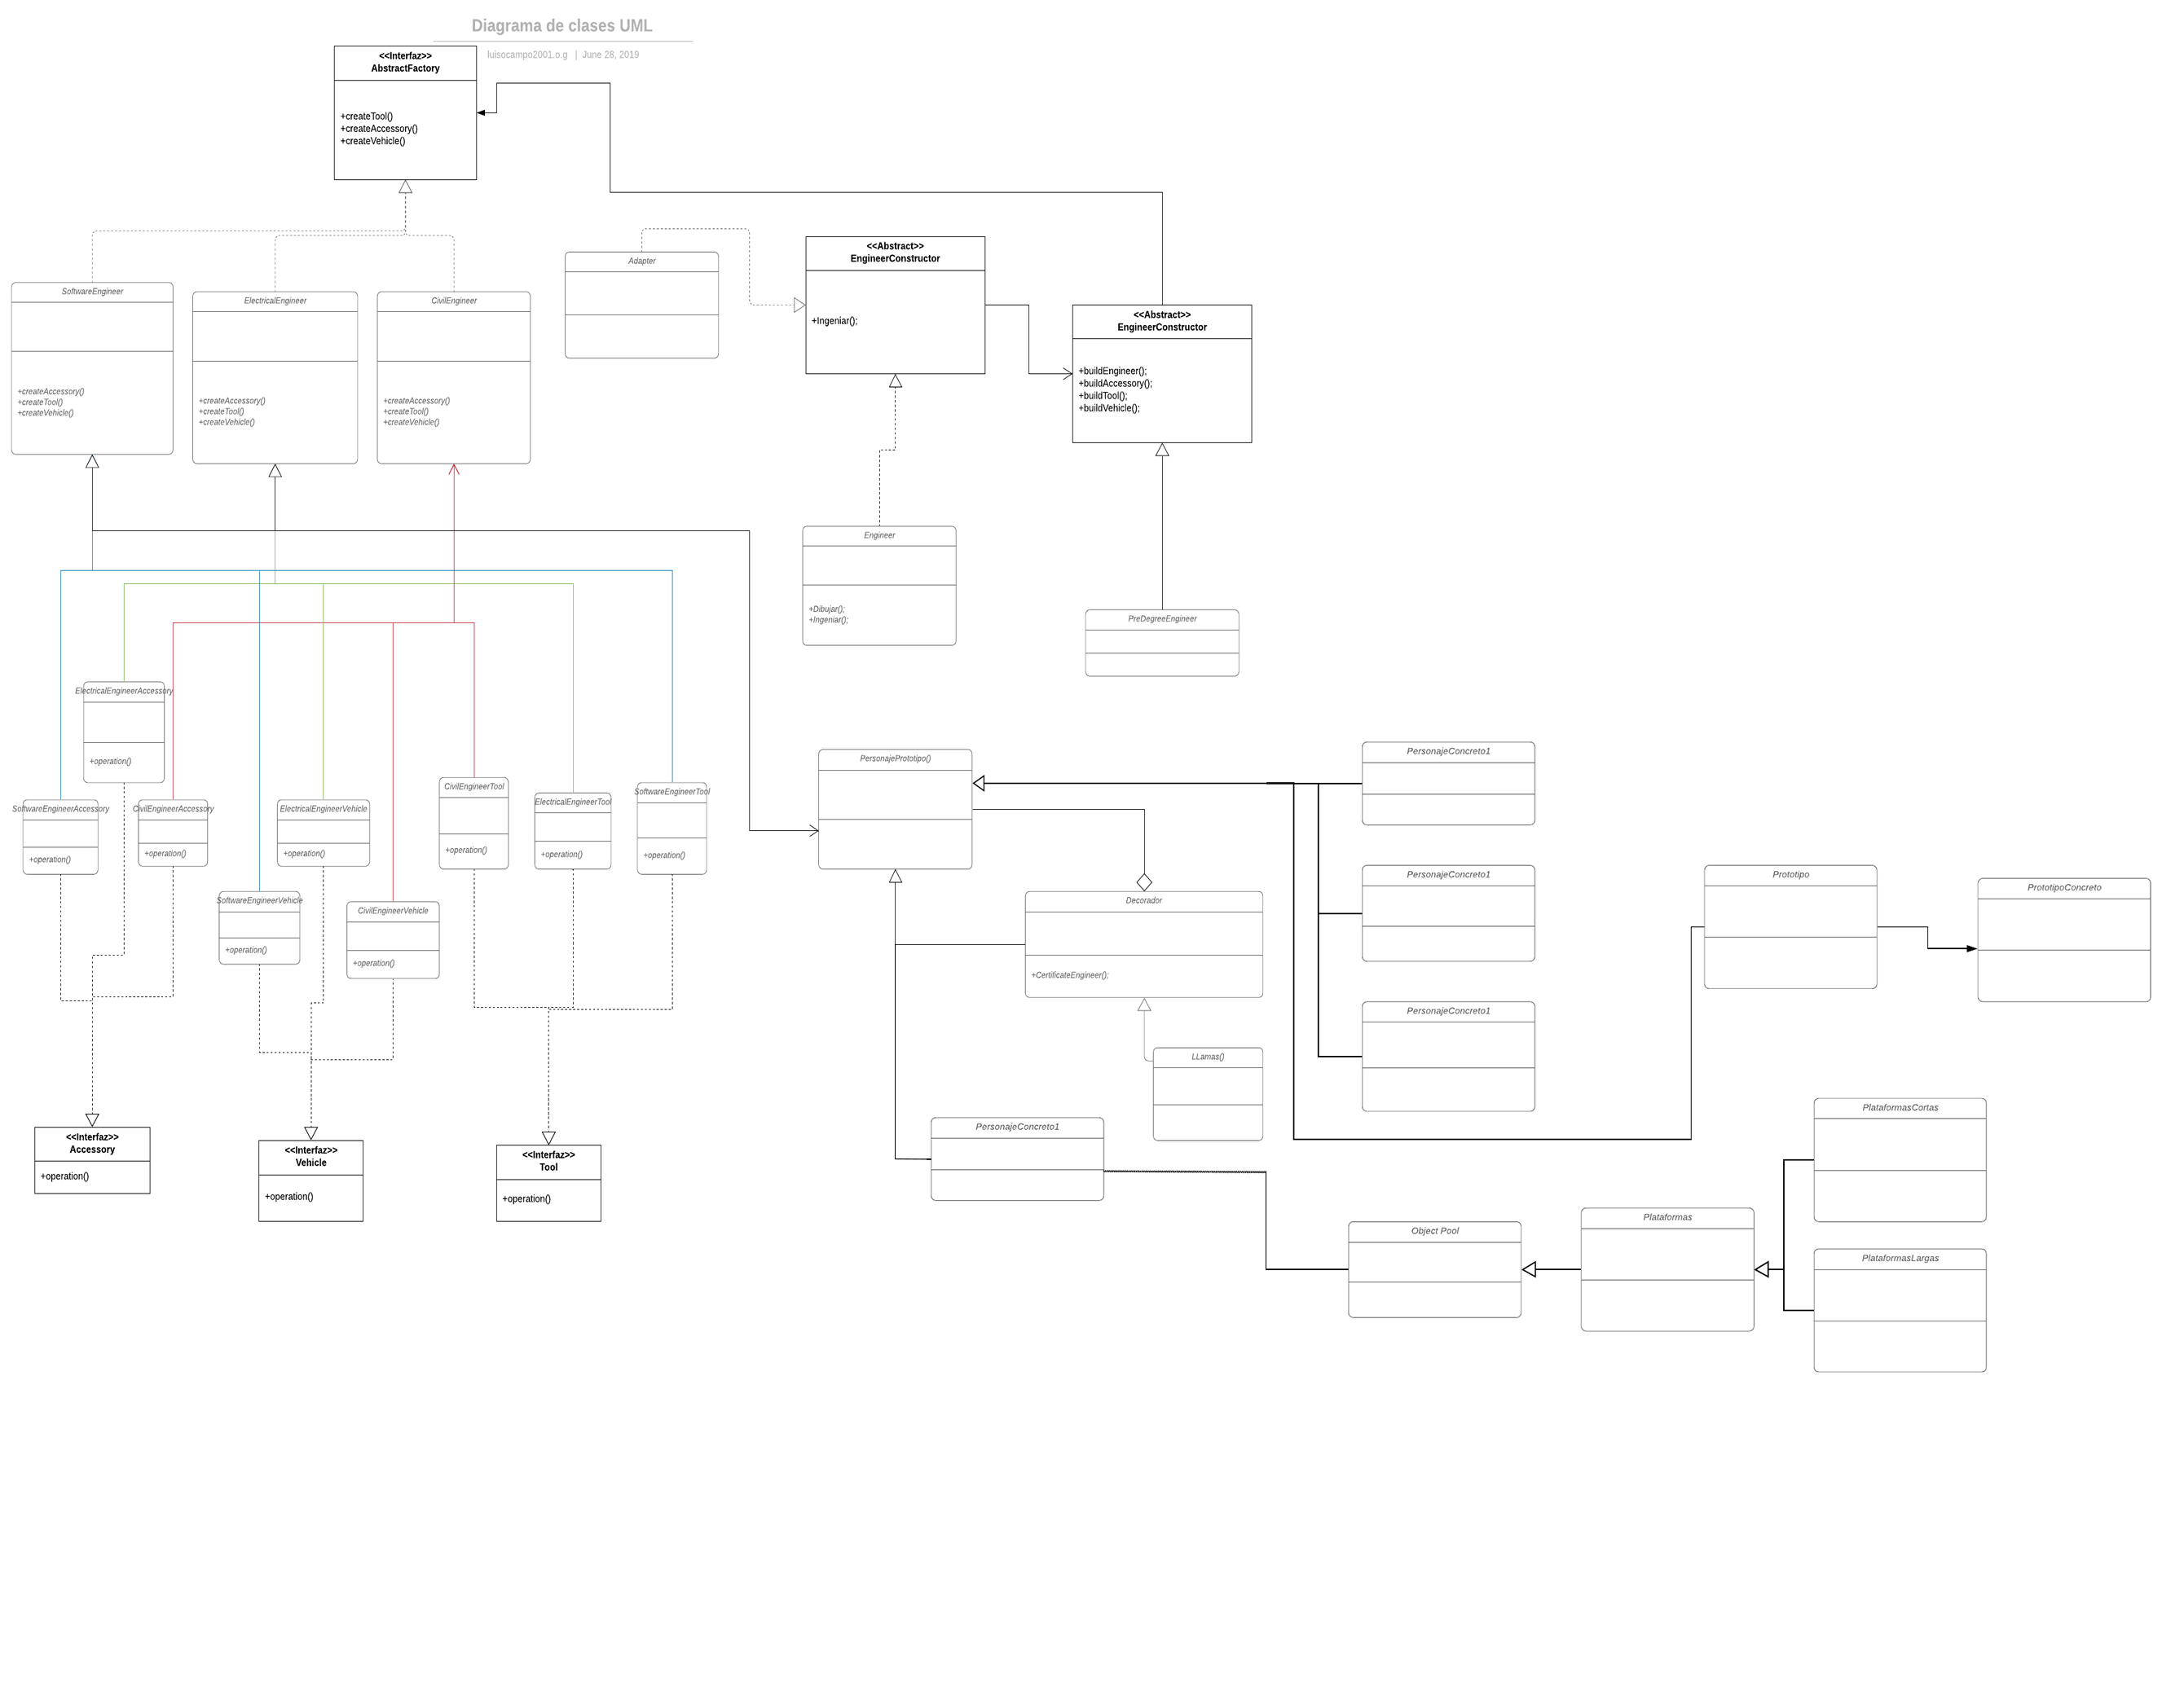 Diagrama de clases UML
luisocampo2001.o.g | June 28, 2019
<<Interfaz>>
AbstractFactory
+createTool()
+createAccessory()
+createVehicle()
SoftwareEngineer
+createAccessory()
+createTool()
+createVehicle()
ElectricalEngineer
+createAccessory()
+createTool()
+createVehicle()
CivilEngineer
+createAccessory()
+createTool()
+createVehicle()
Adapter
<<Abstract>>
EngineerConstructor
+Ingeniar();
<<Abstract>>
EngineerConstructor
+buildEngineer();
+buildAccessory();
+buildTool();
+buildVehicle();
Engineer
+Dibujar();
+Ingeniar();
PreDegreeEngineer
ElectricalEngineerAccessory
+operation()
SoftwareEngineerAccessory
+operation()
CivilEngineerAccessory
+operation()
SoftwareEngineerVehicle
+operation()
ElectricalEngineerVehicle
+operation()
CivilEngineerVehicle
+operation()
CivilEngineerTool
+operation()
ElectricalEngineerTool
+operation()
SoftwareEngineerTool
+operation()
<<Interfaz>>
Accessory
+operation()
<<Interfaz>>
Vehicle
+operation()
<<Interfaz>>
Tool
+operation()
PersonajePrototipo()
Decorador
+CertificateEngineer();
LLamas()
PersonajeConcreto1
PersonajeConcreto1
PersonajeConcreto1
PersonajeConcreto1
Prototipo
PrototipoConcreto
Object Pool
Plataformas
PlataformasCortas
PlataformasLargas